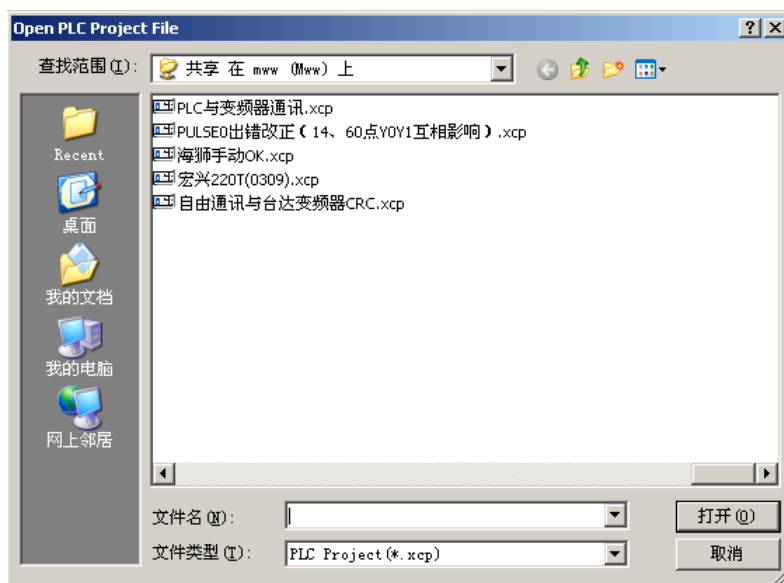 Open PLC Project File
查找范围(I):
共享 在 mww (Mww) 上
PLC与变频器通讯.xcp
PULSE0出错改正(14、60点Y0Y1互相影响).xcp
海狮手动OK.xcp
宏兴220T(0309).xcp
自由通讯与台达变频器CRC.xcp
Recent
桌面
我的文档
我的电脑
网上邻居
文件名(N):
打开(O)
文件类型(T):
PLC Project(*.xcp)
取消